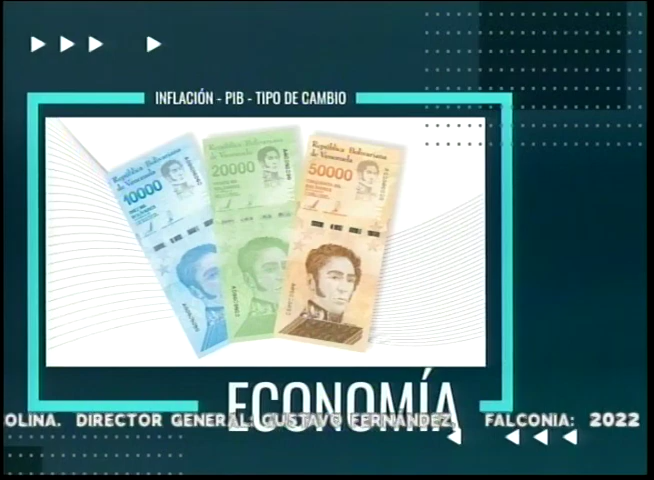 INFLACIÓN - PIB - TIPO DE CAMBIO
República Bolivariana
de Venezuela
10000
República Bolivariana
de Venezuela
20000
República Bolivariana
de Venezuela
50000
ECONOMÍA
OLINA. DIRECTOR GENERAL: GUSTAVO FERNÁNDEZ. FALCONIA: 2022